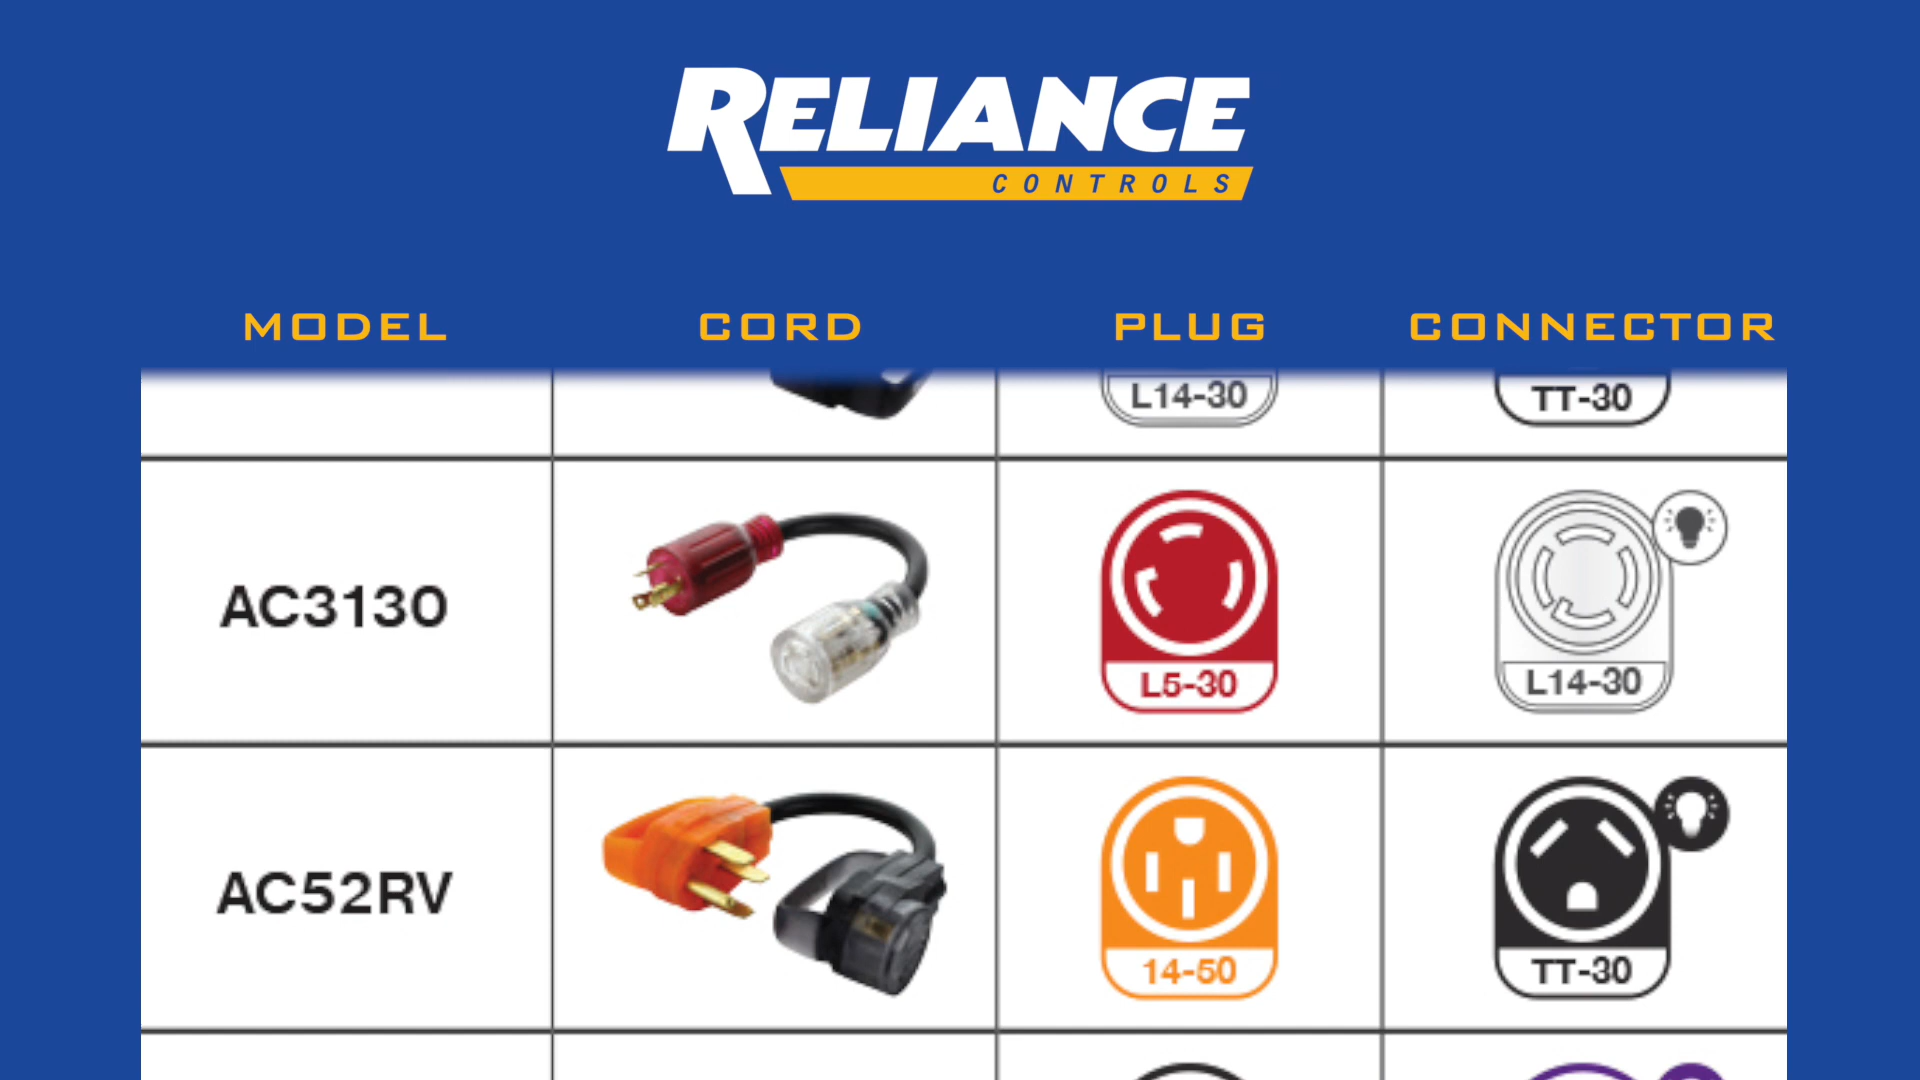 RELIANCE
CONTROLS
MODEL CORD PLUG CONNECTOR
L14-30 TT-30
AC3130 L5-30 L14-30
AC52RV 14-50 TT-30